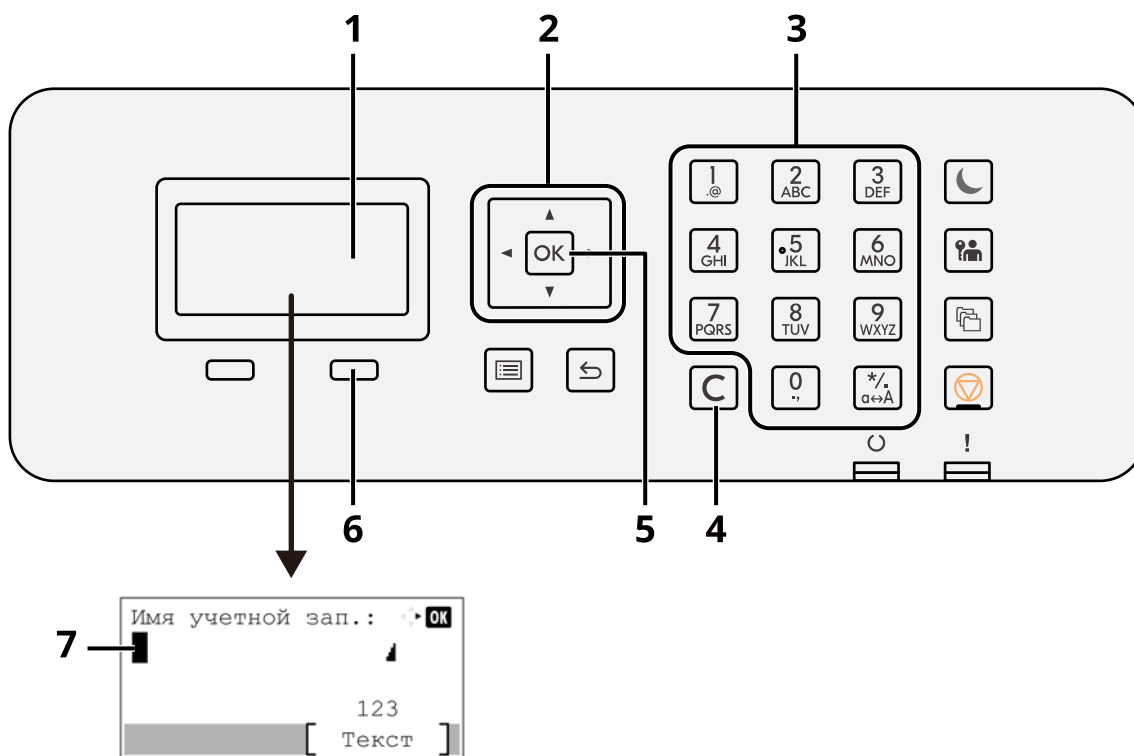 1 2 3
1 2 3
.@ ABC DEF
OK
4 5 6
GHI JKL MNO
7 8 9
PQRS TUV WXYZ
C 0 */.
., a↔A
!
6 5 4
Имя учетной зап.: OK
7
123
[ Текст ]